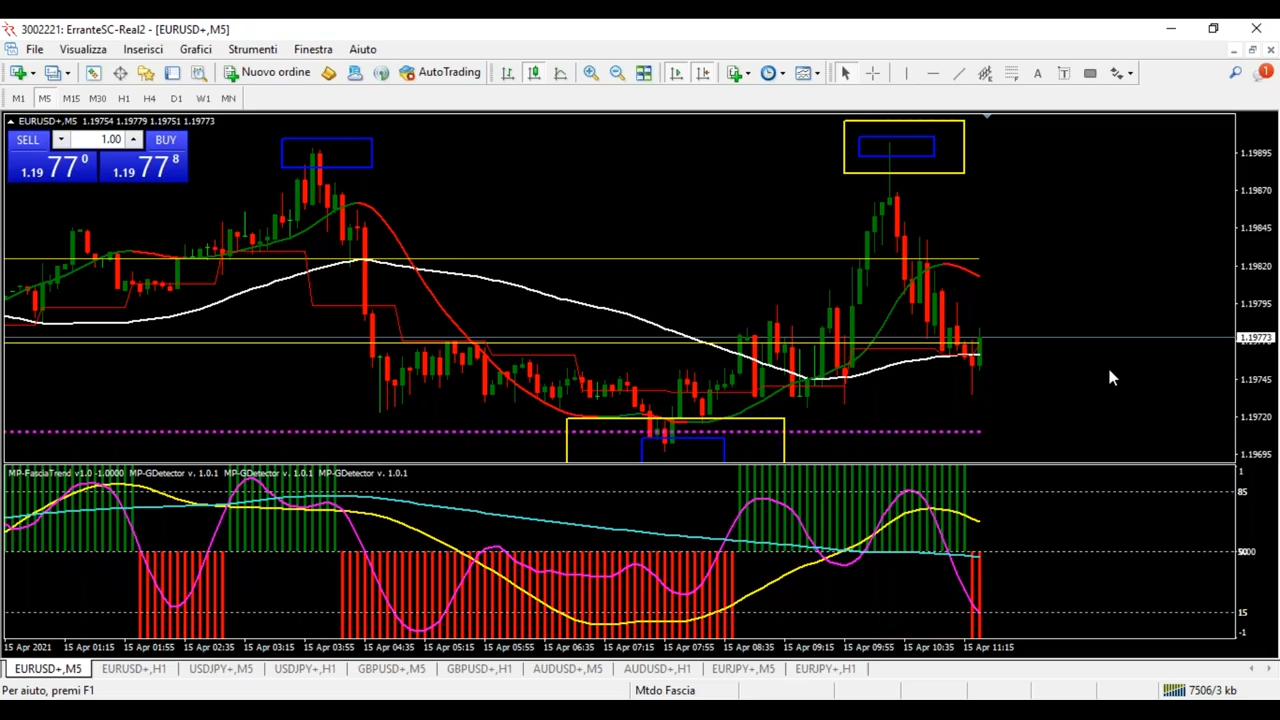 3002221: ErranteSC-Real2 - [EURUSD+,M5]
File Visualizza Inserisci Grafici Strumenti Finestra Aiuto
Nuovo ordine AutoTrading A T 1
M1 M5 M15 M30 H1 H4 D1 W1 MN
EURUSD+,M5 1.19754 1.19779 1.19751 1.19773
SELL 1.00 BUY
1.19 77 0 1.19 77 8
1.19895
1.19870
1.19845
1.19820
1.19795
1.19773
1.19745
1.19720
1.19695
MP-FasciaTrend v1.0 -1.0000 MP-GDetector v. 1.0.1 MP-GDetector v. 1.0.1 MP-GDetector v. 1.0.1
1
85
15
-1
15 Apr 2021 15 Apr 01:15 15 Apr 01:55 15 Apr 02:35 15 Apr 03:15 15 Apr 03:55 15 Apr 04:35 15 Apr 05:15 15 Apr 05:55 15 Apr 06:35 15 Apr 07:15 15 Apr 07:55 15 Apr 08:35 15 Apr 09:15 15 Apr 09:55 15 Apr 10:35 15 Apr 11:15
EURUSD+,M5 EURUSD+,H1 USDJPY+,M5 USDJPY+,H1 GBPUSD+,M5 GBPUSD+,H1 AUDUSD+,M5 AUDUSD+,H1 EURJPY+,M5 EURJPY+,H1
Per aiuto, premi F1 Mtdo Fascia 7506/3 kb